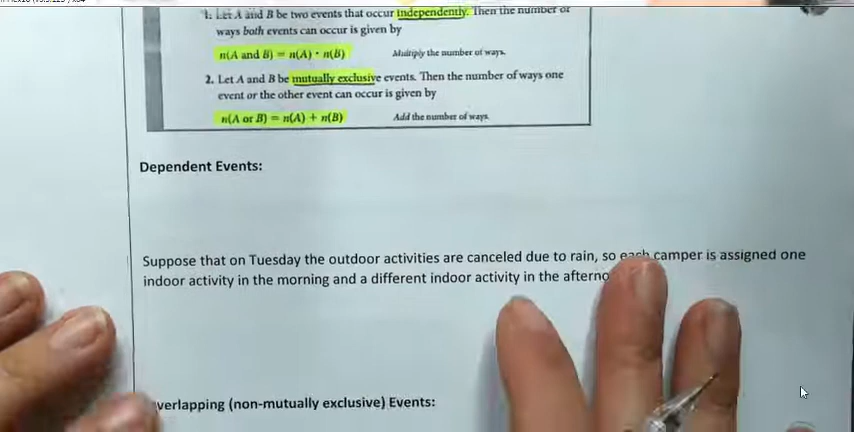 1. Let A and B be two events that occur independently. Then the number of
ways both events can occur is given by
n(A and B) = n(A) · n(B) Multiply the number of ways.
2. Let A and B be mutually exclusive events. Then the number of ways one
event or the other event can occur is given by
n(A or B) = n(A) + n(B) Add the number of ways.
Dependent Events:
Suppose that on Tuesday the outdoor activities are canceled due to rain, so each camper is assigned one
indoor activity in the morning and a different indoor activity in the afterno
verlapping (non-mutually exclusive) Events: